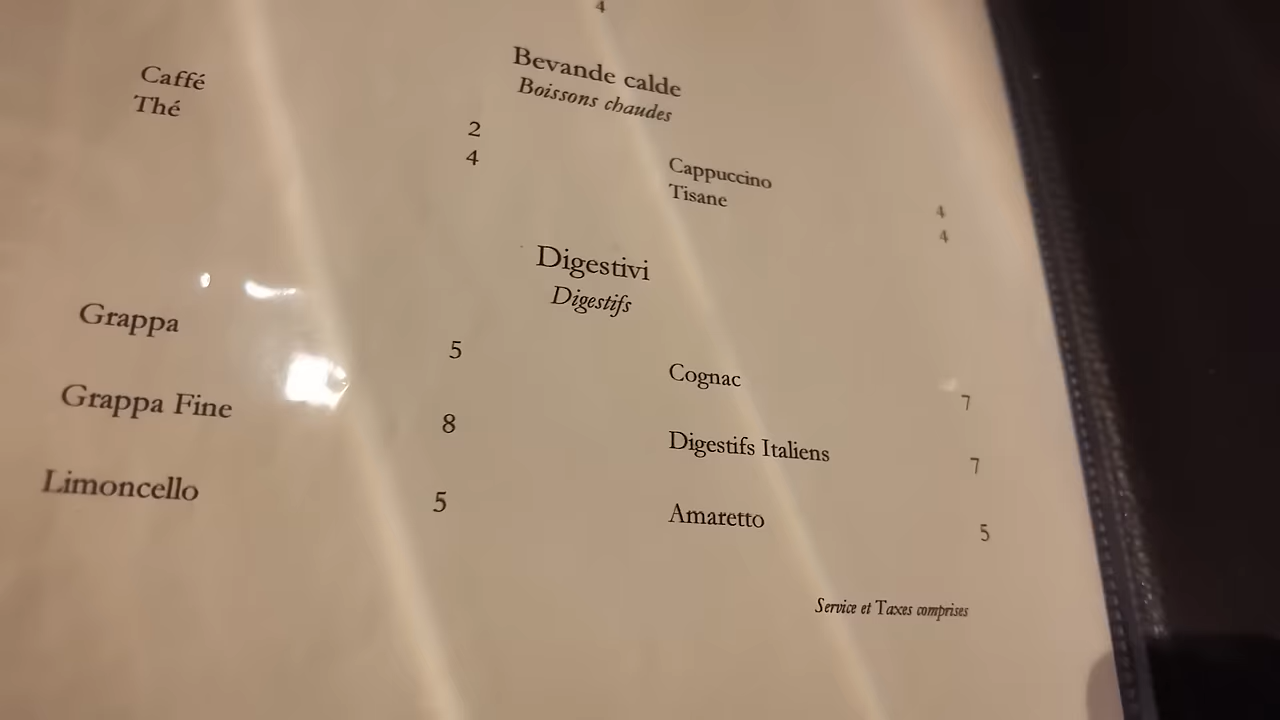 4
Bevande calde
Boissons chaudes
Caffé 2
Thé 4
Cappuccino 4
Tisane 4
Digestivi
Digestifs
Grappa 5
Cognac 7
Grappa Fine 8
Digestifs Italiens 7
Limoncello 5
Amaretto 5
Service et Taxes comprises